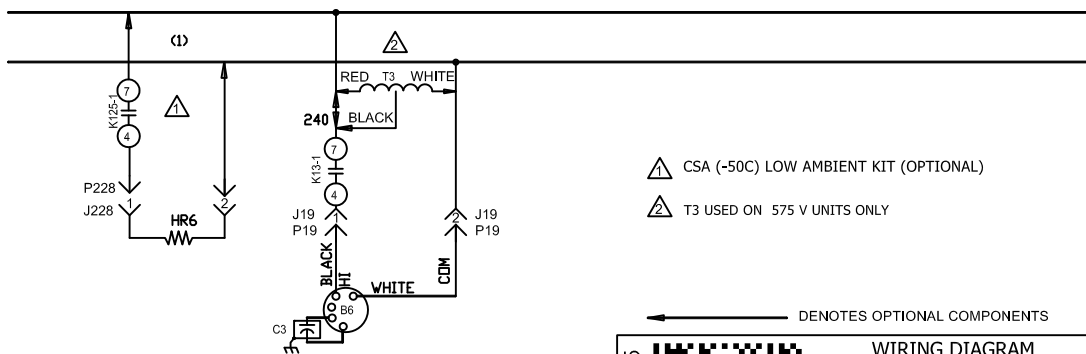 (1)
2
RED T3 WHITE
7
K125-1
1
4
240 BLACK
7
K13-1
4
P228
J228
1
2
HR6
J19
P19
1
2
J19
P19
BLACK
HI
WHITE
COM
B6
C3
1 CSA (-50C) LOW AMBIENT KIT (OPTIONAL)
2 T3 USED ON 575 V UNITS ONLY
DENOTES OPTIONAL COMPONENTS
WIRING DIAGRAM